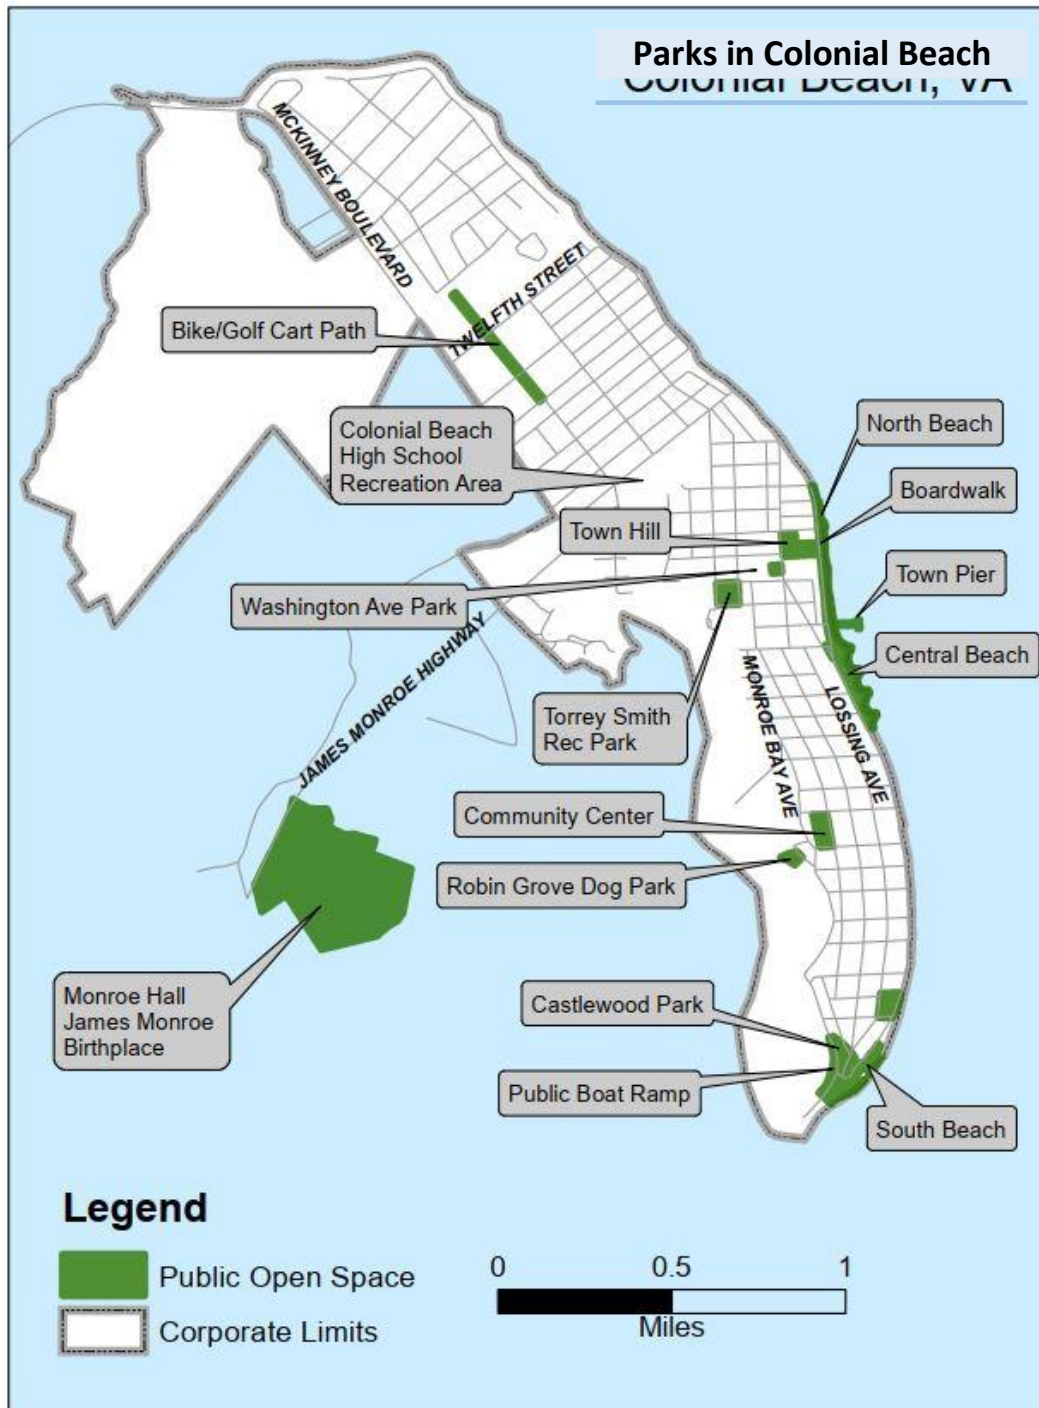 Parks in Colonial Beach
Colonial Beach, VA
MCKINNEY BOULEVARD
TWELFTH STREET
Bike/Golf Cart Path
Colonial Beach
High School
Recreation Area
North Beach
Boardwalk
Town Hill
Town Pier
Washington Ave Park
Central Beach
JAMES MONROE HIGHWAY
MONROE BAY AVE
LOSSING AVE
Torrey Smith
Rec Park
Community Center
Robin Grove Dog Park
Monroe Hall
James Monroe
Birthplace
Castlewood Park
Public Boat Ramp
South Beach
Legend
Public Open Space
Corporate Limits
0 0.5 1
Miles